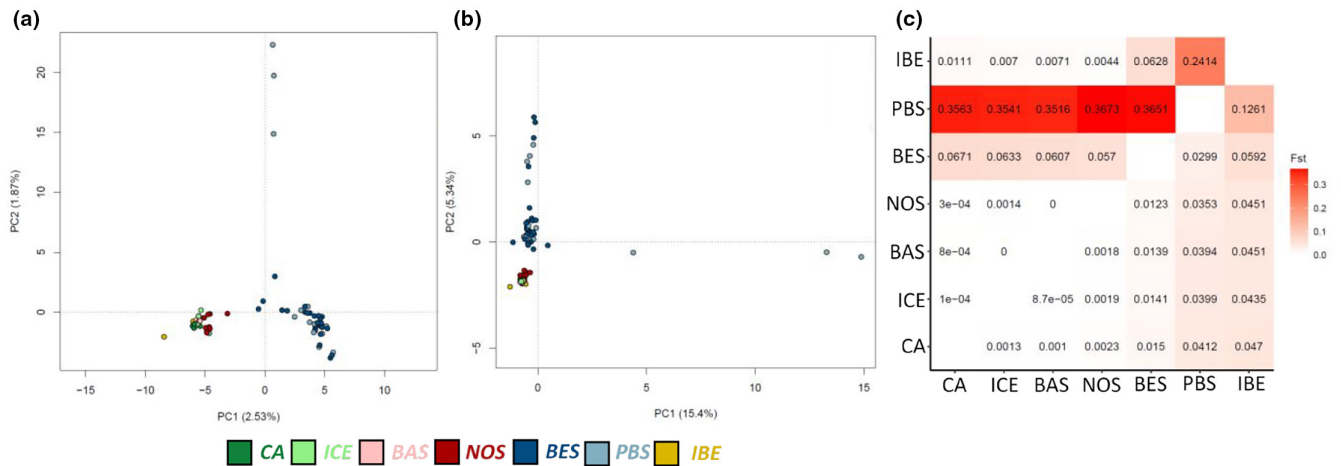 (a)
20
15
10
5
0
PC2 (1.87%)
−15
−10
−5
0
5
10
PC1 (2.53%)
(b)
5
0
−5
PC2 (5.34%)
0
5
10
15
PC1 (15.4%)
(c)
IBE 0.0111 0.007 0.0071 0.0044 0.0628 0.2414
PBS 0.3563 0.3541 0.3516 0.3673 0.3651 0.1261
BES 0.0671 0.0633 0.0607 0.057 0.0299 0.0592
NOS 3e−04 0.0014 0 0.0123 0.0353 0.0451
BAS 8e−04 0 0.0018 0.0139 0.0394 0.0451
ICE 1e−04 8.7e−05 0.0019 0.0141 0.0399 0.0435
CA 0.0013 0.001 0.0023 0.015 0.0412 0.047
CA ICE BAS NOS BES PBS IBE
Fst
0.3
0.2
0.1
0.0
CA ICE BAS NOS BES PBS IBE